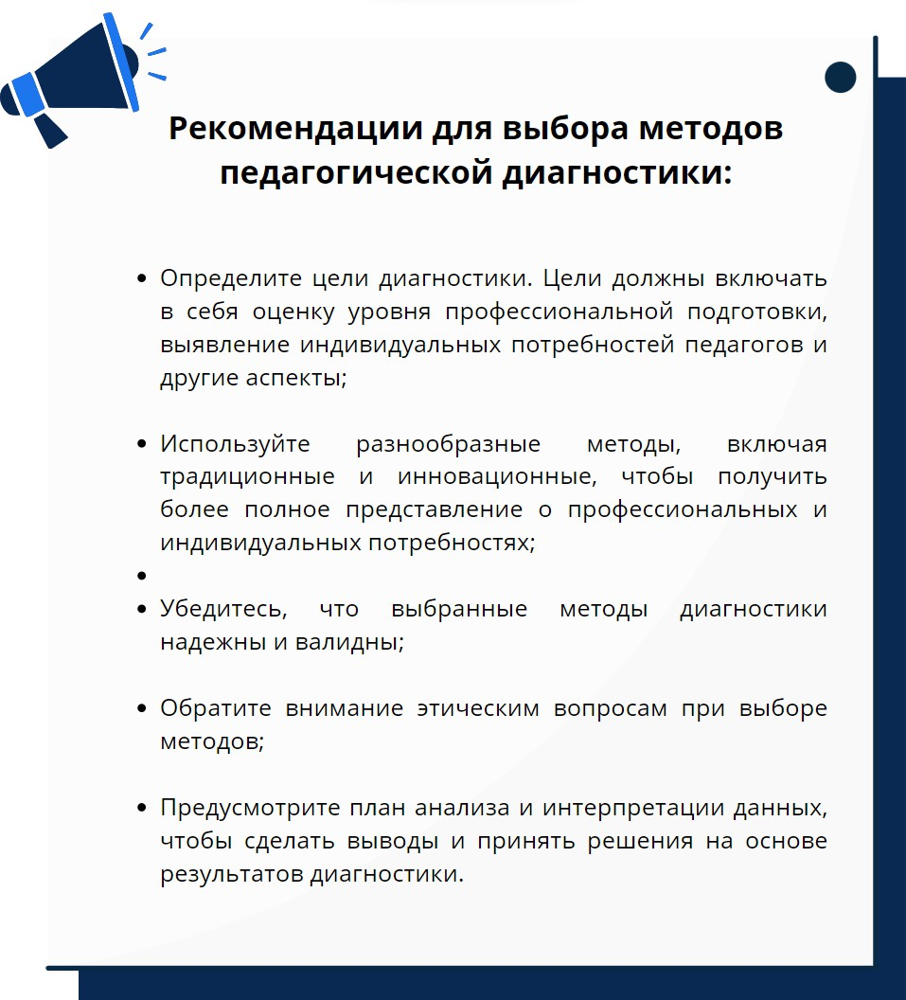 Рекомендации для выбора методов
педагогической диагностики:
• Определите цели диагностики. Цели должны включать
в себя оценку уровня профессиональной подготовки,
выявление индивидуальных потребностей педагогов и
другие аспекты;
• Используйте разнообразные методы, включая
традиционные и инновационные, чтобы получить
более полное представление о профессиональных и
индивидуальных потребностях;
•
• Убедитесь, что выбранные методы диагностики
надежны и валидны;
• Обратите внимание этическим вопросам при выборе
методов;
• Предусмотрите план анализа и интерпретации данных,
чтобы сделать выводы и принять решения на основе
результатов диагностики.